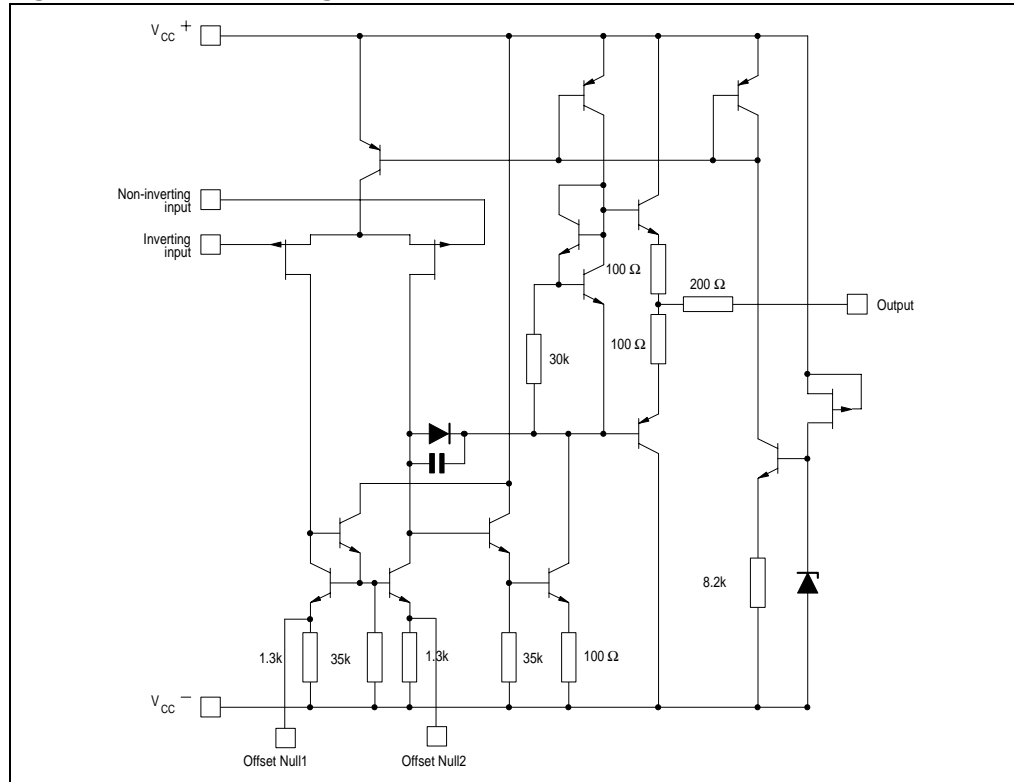 V CC +
Non-inverting
input
Inverting
input
100 Ω
200 Ω
Output
100 Ω
30k
8.2k
1.3k
35k
1.3k
35k
100 Ω
V CC −
Offset Null1
Offset Null2